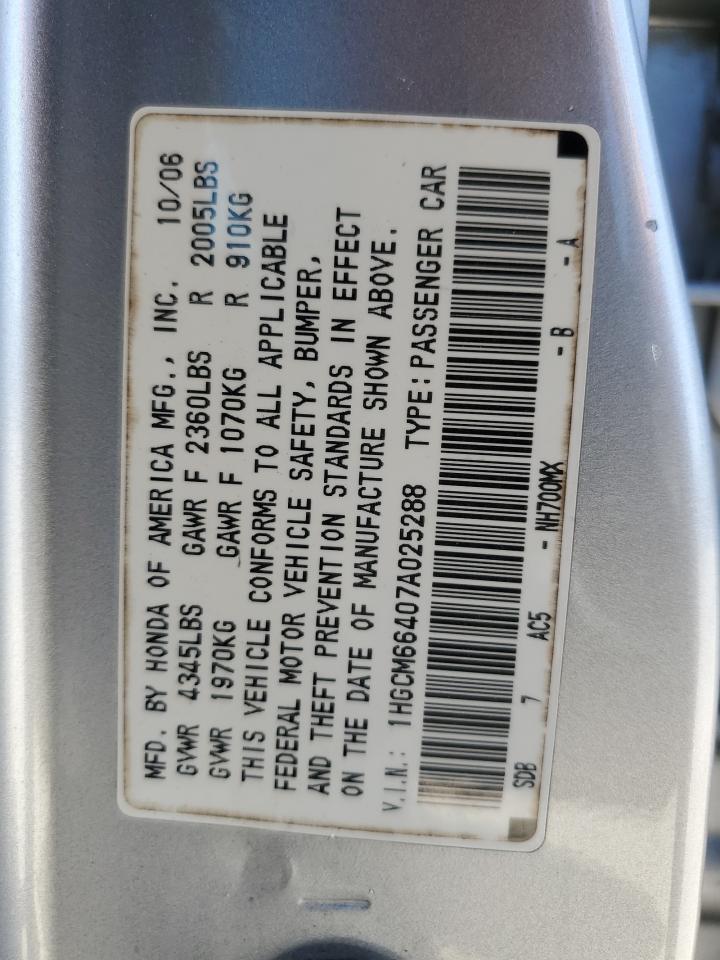 MFD. BY HONDA OF AMERICA MFG., INC. 10/06
GVWR 4345LBS GAWR F 2360LBS R 2005LBS
GVWR 1970KG GAWR F 1070KG R 910KG
THIS VEHICLE CONFORMS TO ALL APPLICABLE
FEDERAL MOTOR VEHICLE SAFETY, BUMPER,
AND THEFT PREVENTION STANDARDS IN EFFECT
ON THE DATE OF MANUFACTURE SHOWN ABOVE.
V.I.N.: 1HGCM66407A025288 TYPE: PASSENGER CAR
SDB 7 AC5 - NH700MX - B - A